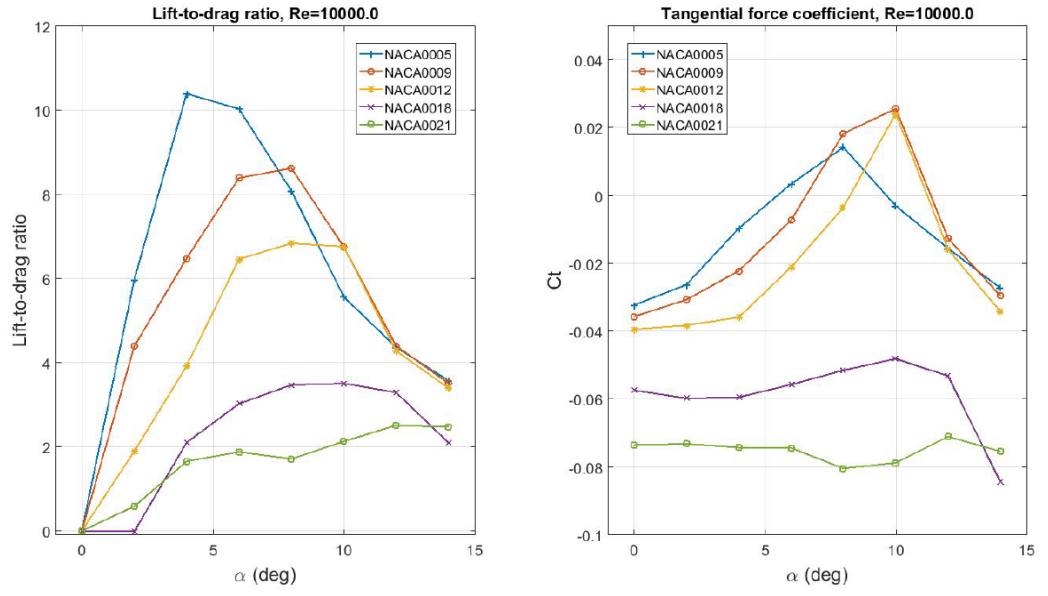 Lift-to-drag ratio, Re=10000.0
12
10
8
6
4
2
0
0
5
10
15
Lift-to-drag ratio
α (deg)
NACA0005
NACA0009
NACA0012
NACA0018
NACA0021
Tangential force coefficient, Re=10000.0
0.04
0.02
0
-0.02
-0.04
-0.06
-0.08
-0.1
0
5
10
15
Ct
α (deg)
NACA0005
NACA0009
NACA0012
NACA0018
NACA0021